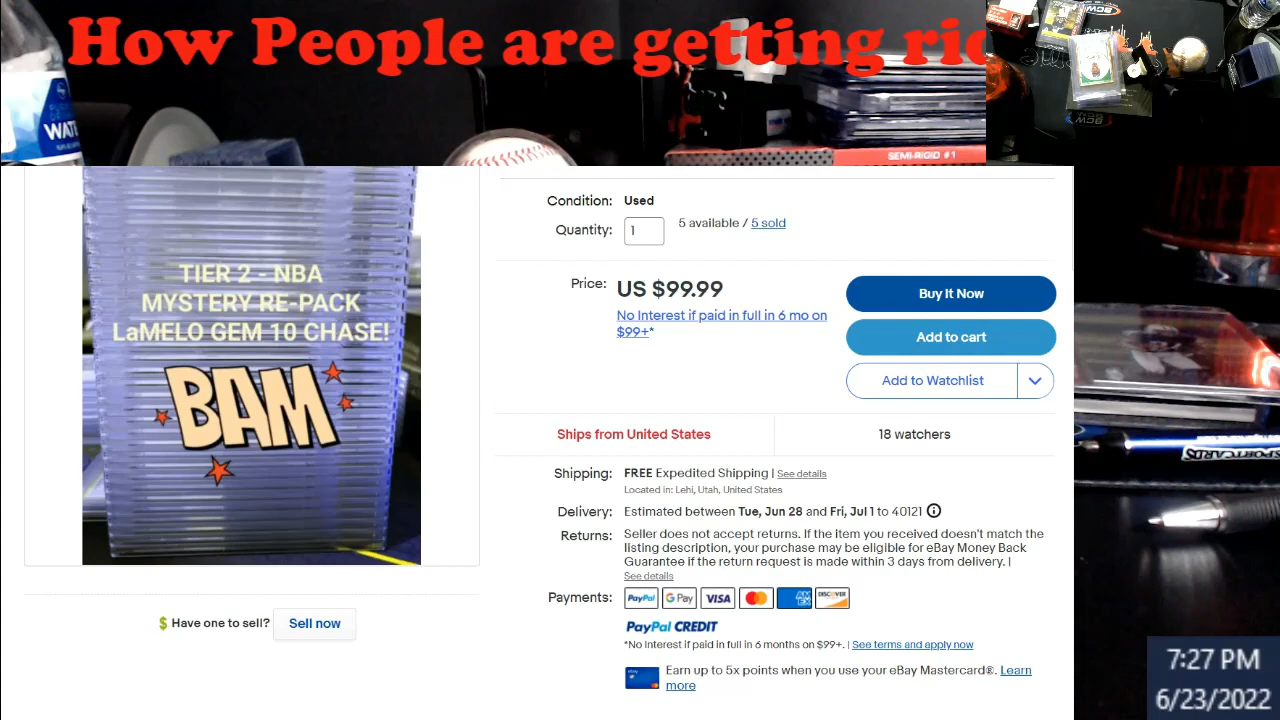 How People are getting ric
WAT
SEMI-RIGID #1
TIER 2 - NBA
MYSTERY RE-PACK
LaMELO GEM 10 CHASE!
BAM
Condition: Used
Quantity: 1 5 available / 5 sold
Price: US $99.99
No Interest if paid in full in 6 mo on
$99+*
Buy It Now
Add to cart
Add to Watchlist
Ships from United States 18 watchers
Shipping: FREE Expedited Shipping | See details
Located in: Lehi, Utah, United States
Delivery: Estimated between Tue, Jun 28 and Fri, Jul 1 to 40121
Returns: Seller does not accept returns. If the item you received doesn't match the
listing description, your purchase may be eligible for eBay Money Back
Guarantee if the return request is made within 3 days from delivery. |
See details
Payments: PayPal G Pay VISA AM EX DISCOVER
PayPal CREDIT
*No Interest if paid in full in 6 months on $99+. | See terms and apply now
Earn up to 5x points when you use your eBay Mastercard®. Learn
more
$ Have one to sell? Sell now
SPORTCARDS
7:27 PM
6/23/2022